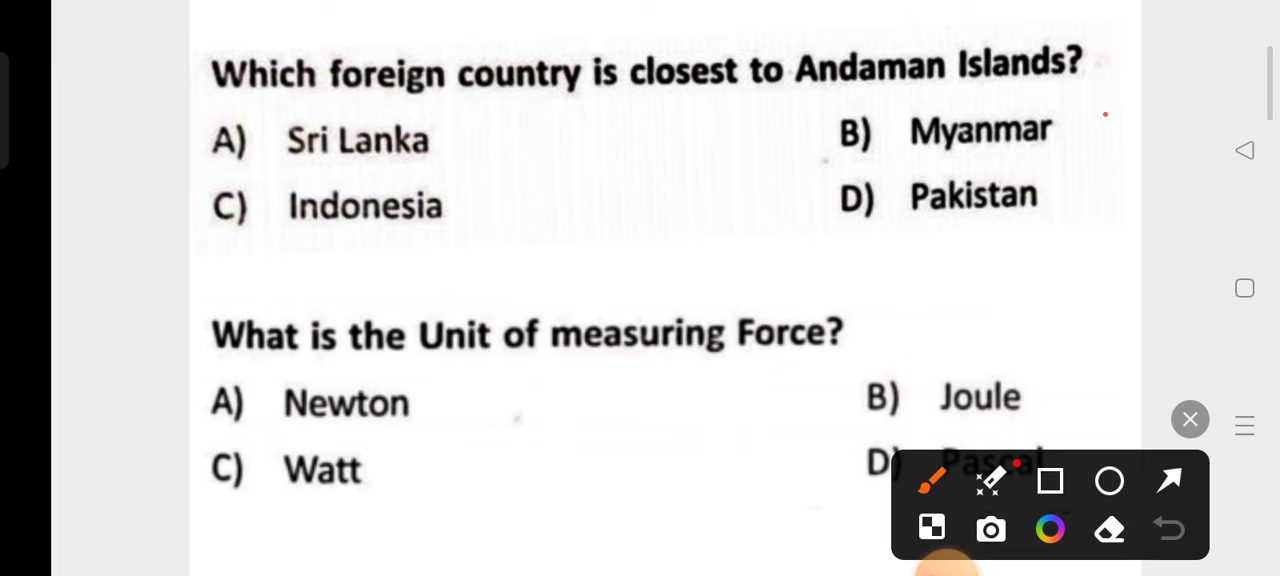 Which foreign country is closest to Andaman Islands?
A) Sri Lanka B) Myanmar
C) Indonesia D) Pakistan
What is the Unit of measuring Force?
A) Newton B) Joule
C) Watt D) Pascal